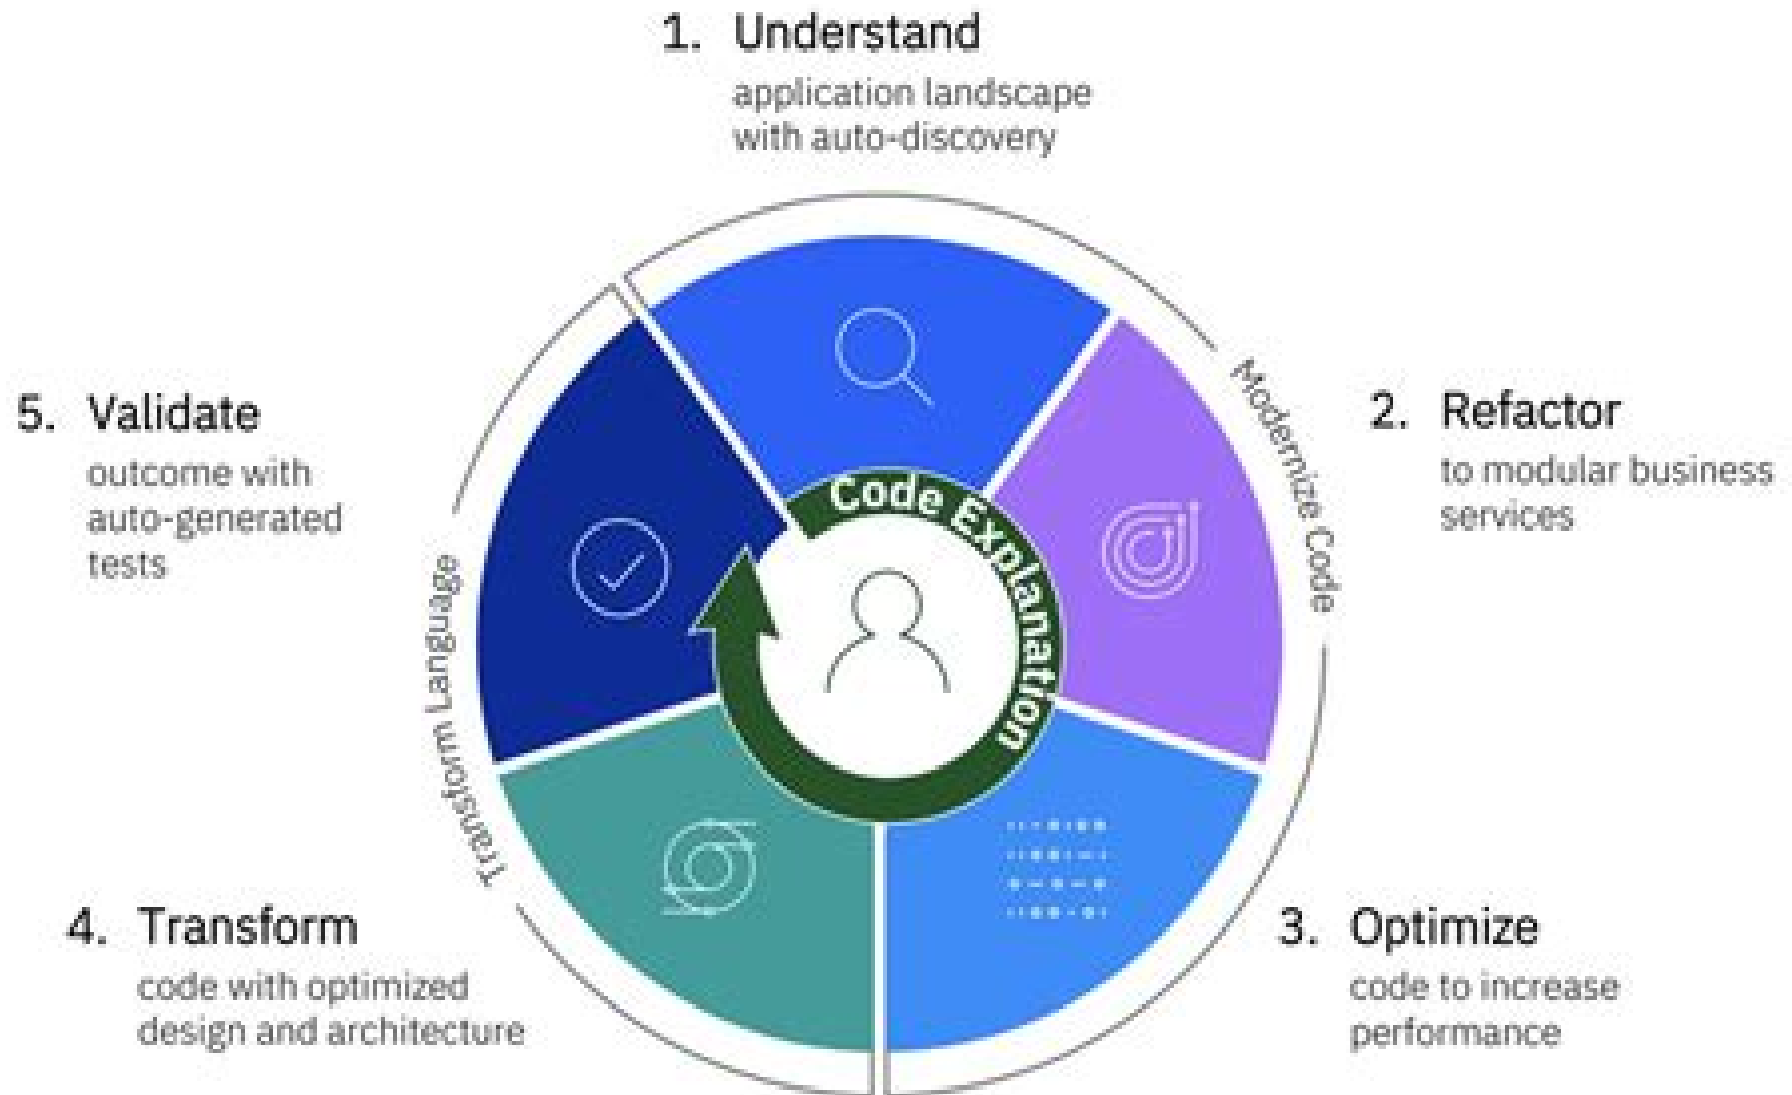 1. Understand
application landscape
with auto-discovery
Modernize Code
2. Refactor
to modular business
services
3. Optimize
code to increase
performance
4. Transform
code with optimized
design and architecture
Transform Language
5. Validate
outcome with
auto-generated
tests
Code Explanation